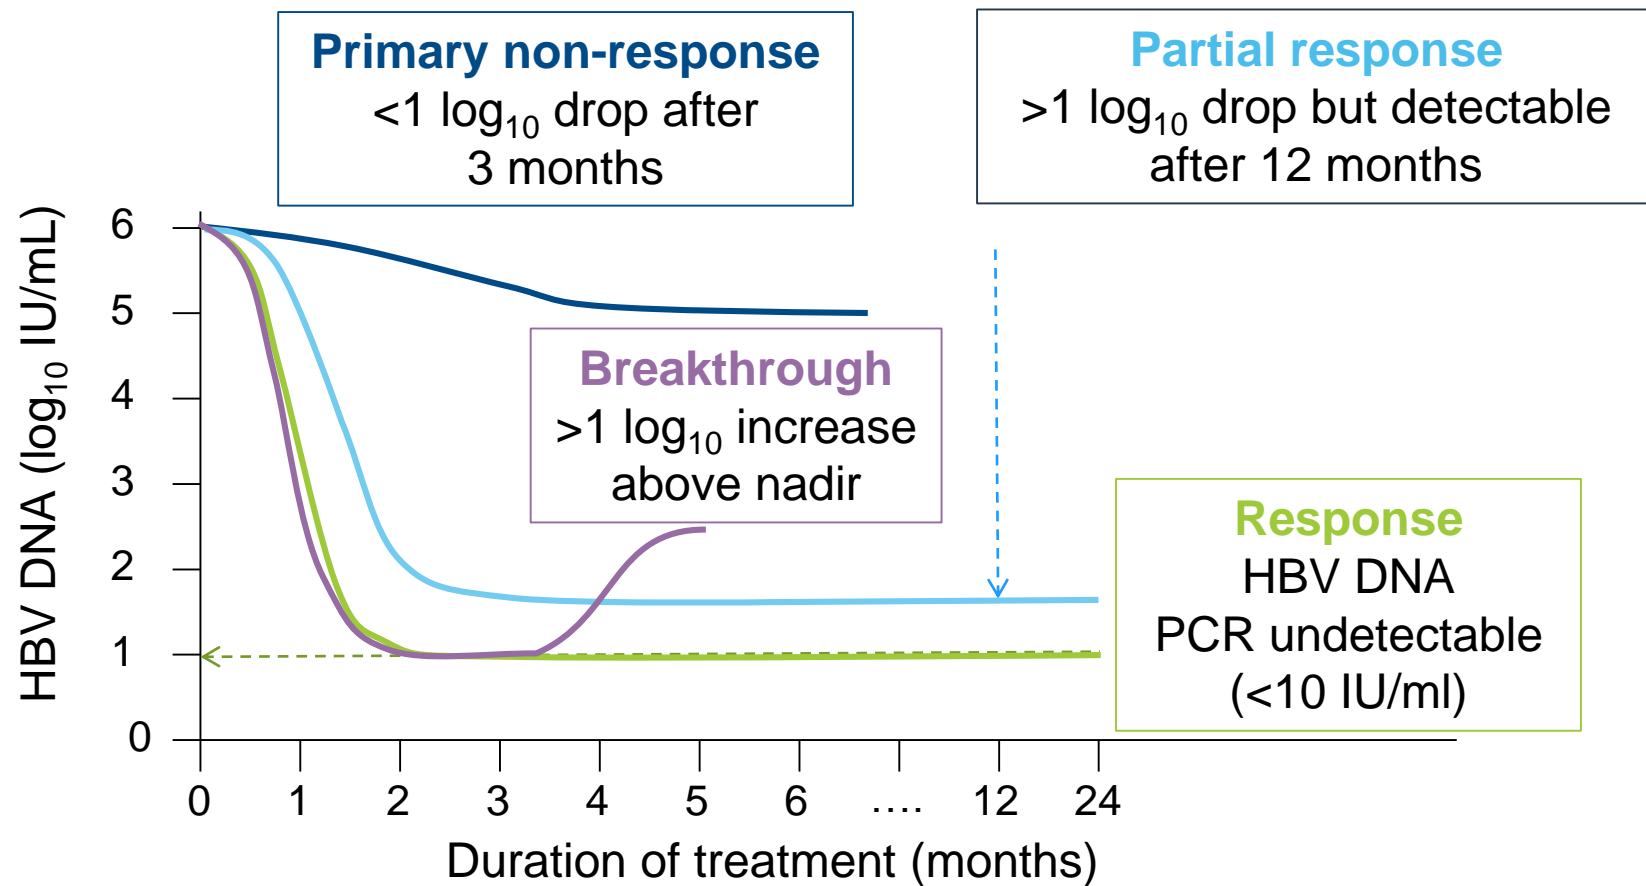 Primary non-response
<1 log₁₀ drop after
3 months
Partial response
>1 log₁₀ drop but detectable
after 12 months
HBV DNA (log₁₀ IU/mL)
6
5
4
3
2
1
0
Breakthrough
>1 log₁₀ increase
above nadir
Response
HBV DNA
PCR undetectable
(<10 IU/ml)
0 1 2 3 4 5 6 .... 12 24
Duration of treatment (months)